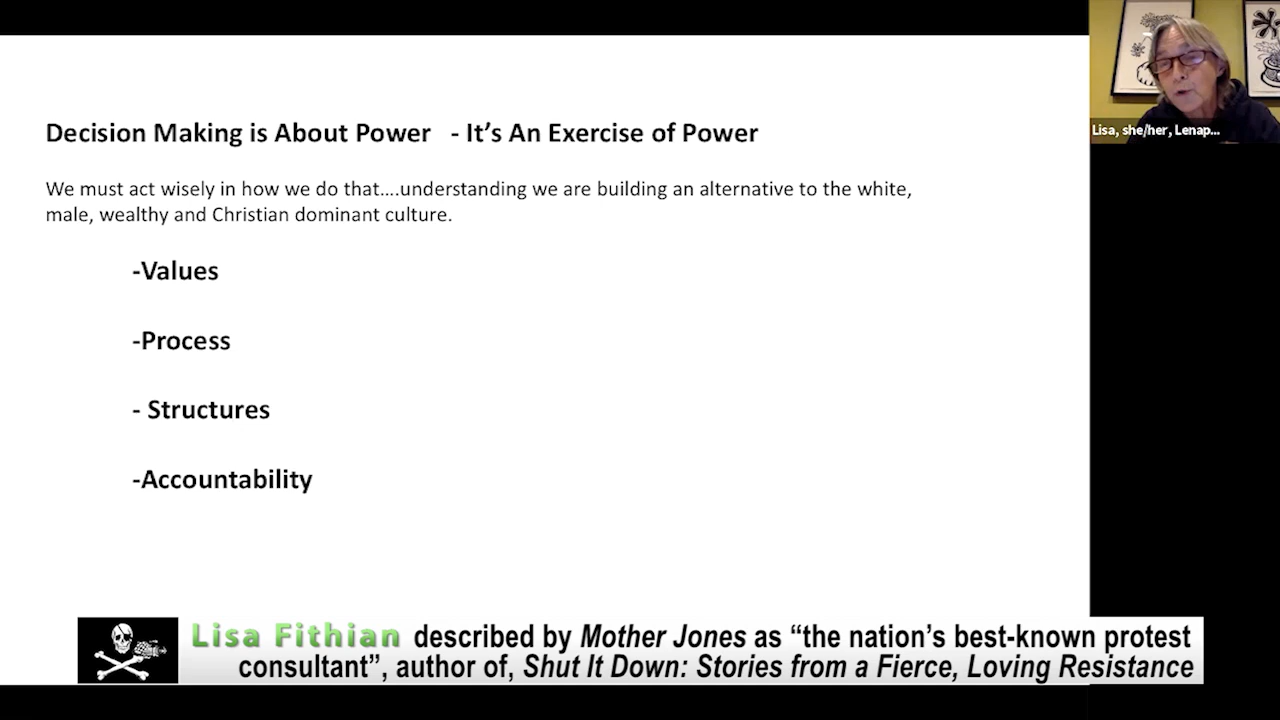 Decision Making is About Power - It’s An Exercise of Power
We must act wisely in how we do that....understanding we are building an alternative to the white,
male, wealthy and Christian dominant culture.
-Values
-Process
- Structures
-Accountability
Lisa, she/her, Lenap...
Lisa Fithian described by Mother Jones as “the nation’s best-known protest
consultant”, author of, Shut It Down: Stories from a Fierce, Loving Resistance